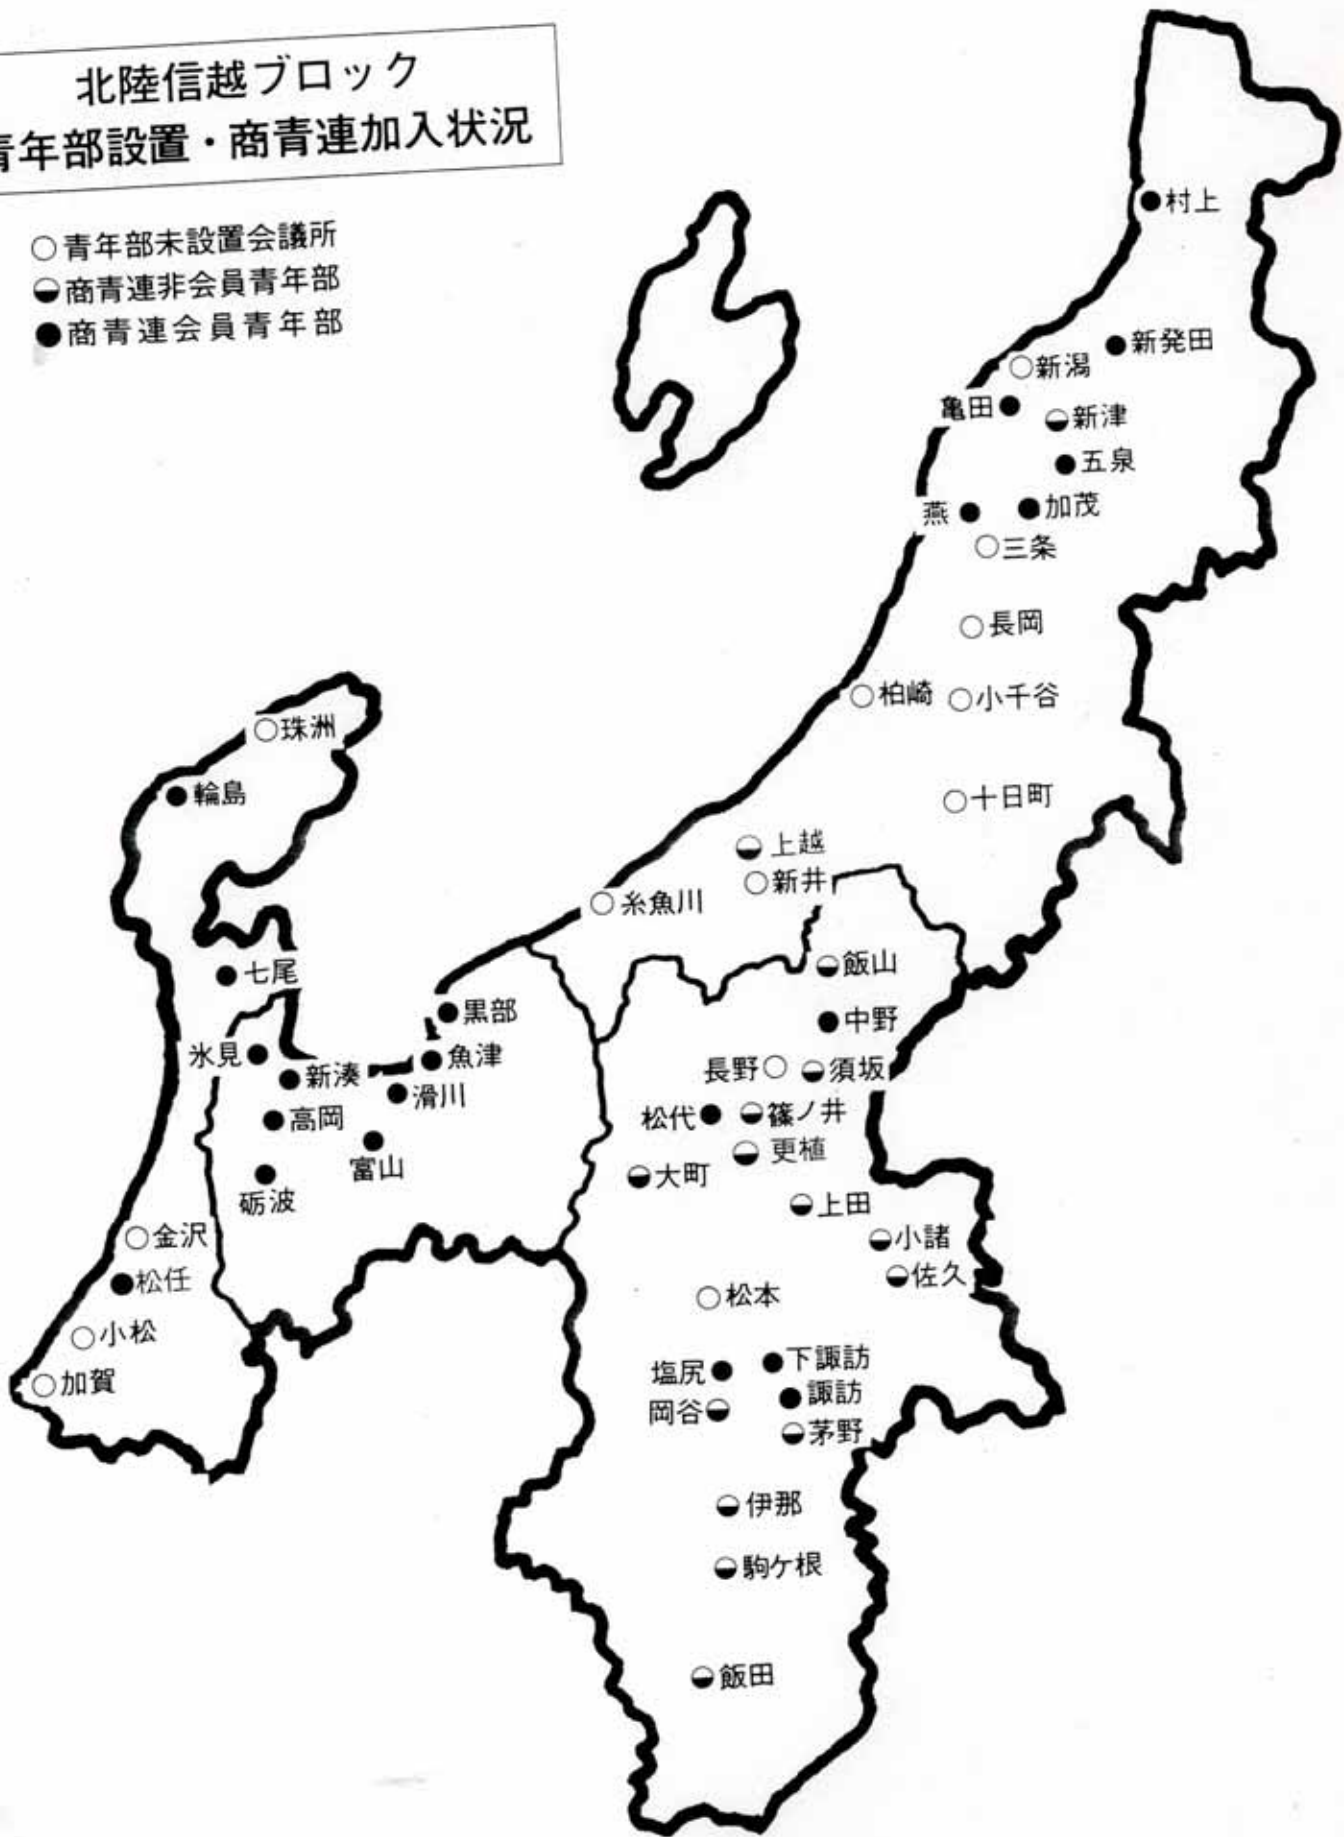 北陸信越ブロック
青年部設置・商青連加入状況
○青年部未設置会議所
◒商青連非会員青年部
●商青連会員青年部
●村上
●新発田
○新潟
亀田●
◒新津
●五泉
燕●
●加茂
○三条
○長岡
○柏崎
○小千谷
○十日町
◒上越
○新井
○糸魚川
○珠洲
●輪島
●七尾
●黒部
氷見●
●魚津
●新湊
●滑川
●高岡
●富山
●砺波
○金沢
●松任
○小松
○加賀
◒飯山
●中野
長野○
◒須坂
松代●
◒篠ノ井
◒更植
◒大町
◒上田
◒小諸
◒佐久
○松本
塩尻●
●下諏訪
岡谷◒
●諏訪
◒茅野
◒伊那
◒駒ケ根
◒飯田